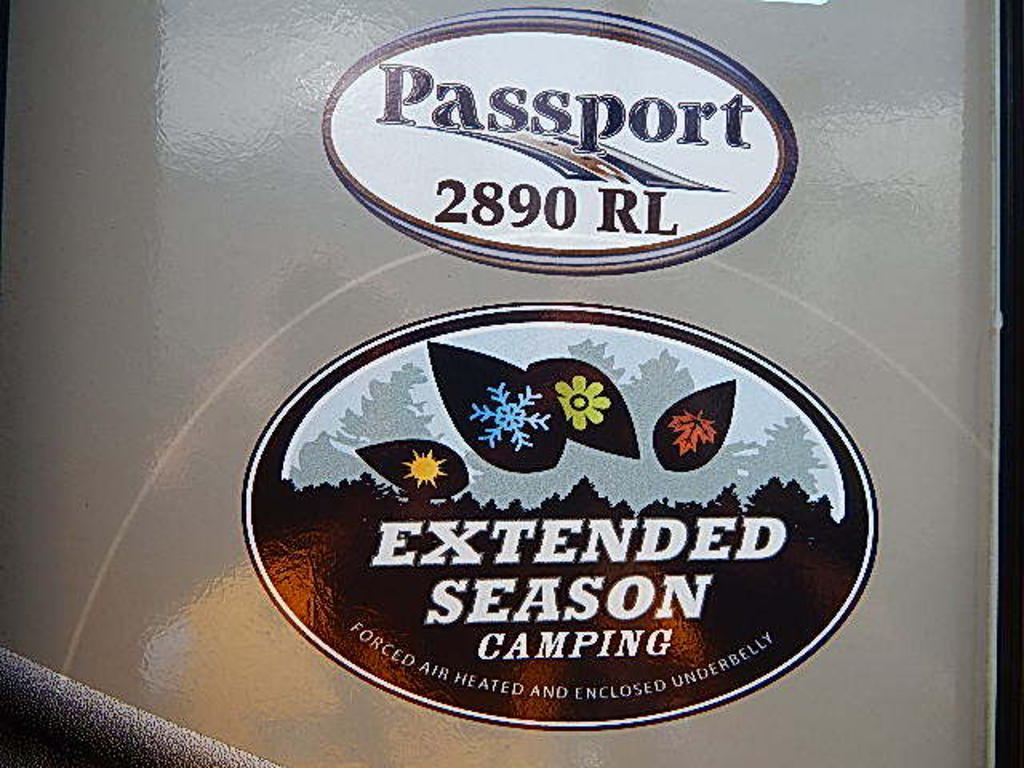 Passport
2890 RL
EXTENDED
SEASON
CAMPING
FORCED AIR HEATED AND ENCLOSED UNDERBELLY